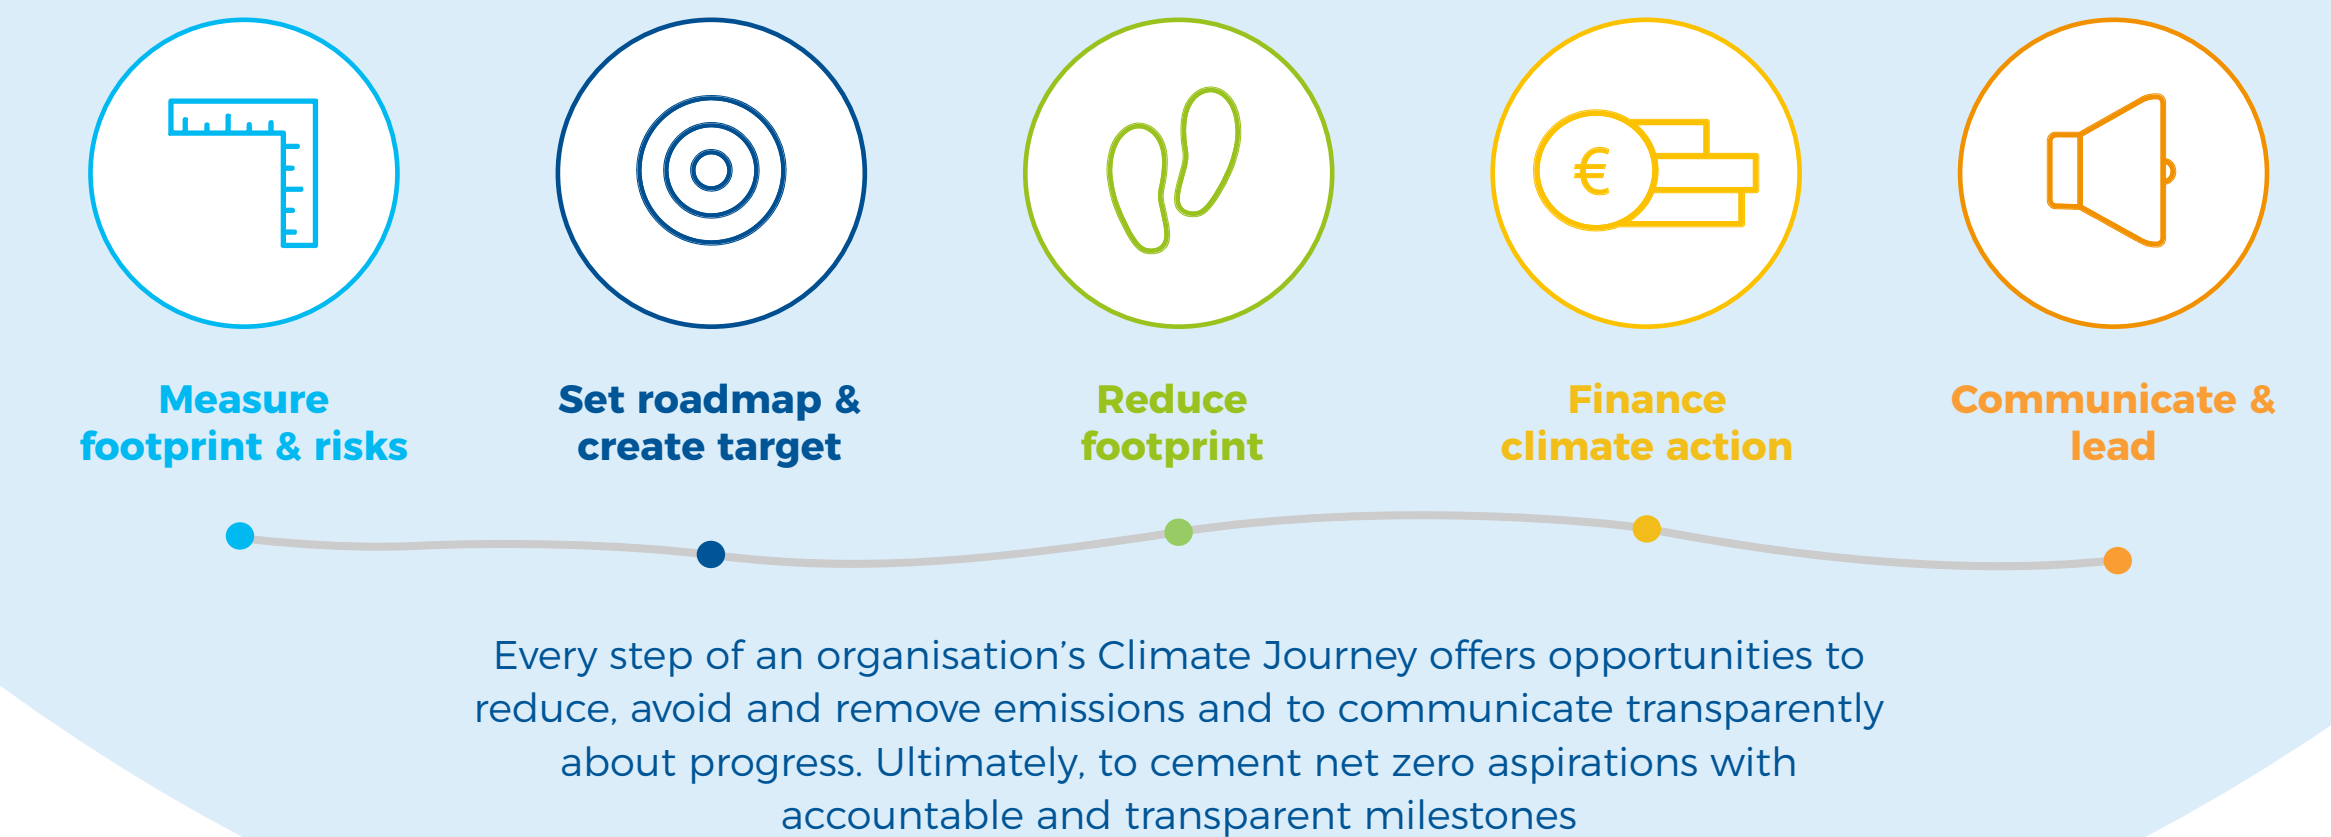 €
Measure
footprint & risks
Set roadmap &
create target
Reduce
footprint
Finance
climate action
Communicate &
lead
Every step of an organisation’s Climate Journey offers opportunities to
reduce, avoid and remove emissions and to communicate transparently
about progress. Ultimately, to cement net zero aspirations with
accountable and transparent milestones